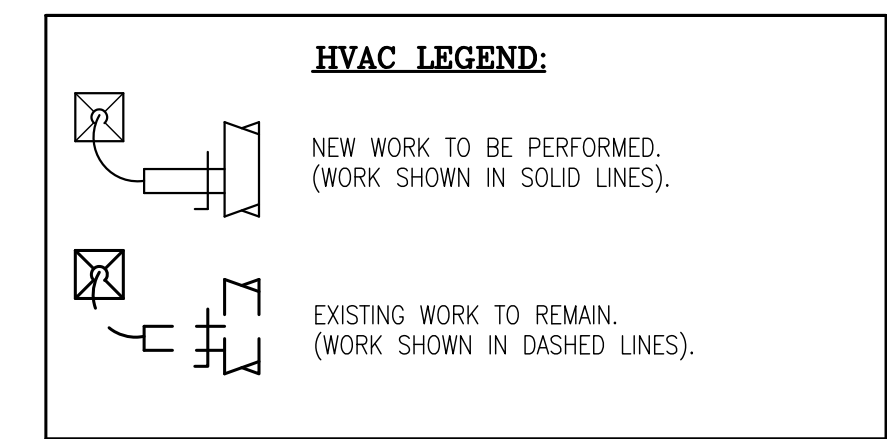 HVAC LEGEND:
NEW WORK TO BE PERFORMED.
(WORK SHOWN IN SOLID LINES).
EXISTING WORK TO REMAIN.
(WORK SHOWN IN DASHED LINES).